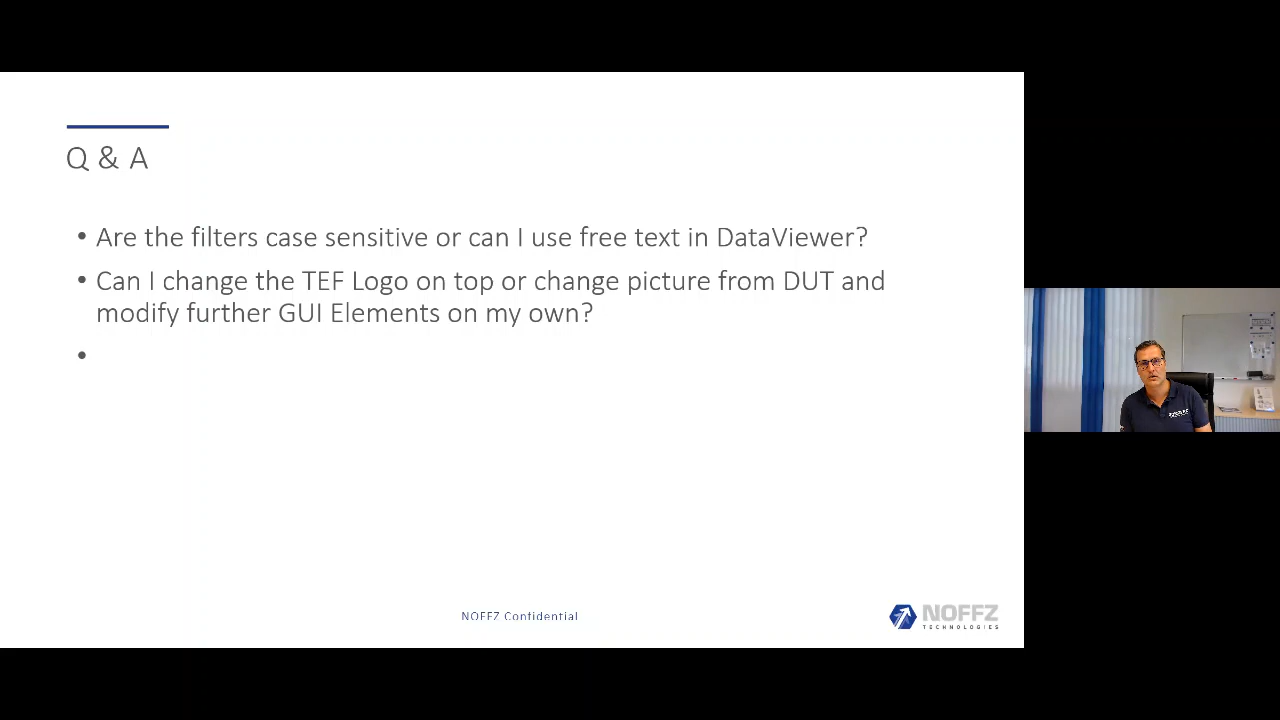 Q & A
• Are the filters case sensitive or can I use free text in DataViewer?
• Can I change the TEF Logo on top or change picture from DUT and
modify further GUI Elements on my own?
•
NOFFZ Confidential
NOFFZ
TECHNOLOGIES